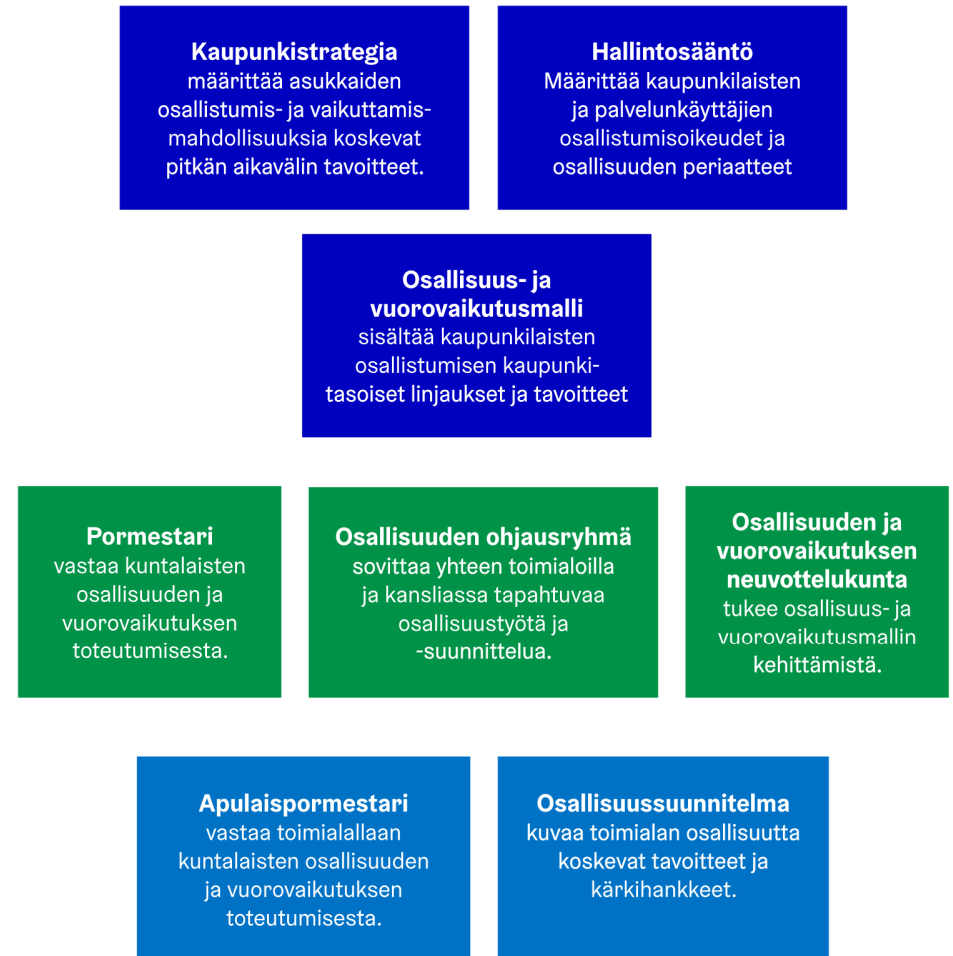 Kaupunkistrategia
määrittää asukkaiden
osallistumis- ja vaikuttamis-
mahdollisuuksia koskevat
pitkän aikavälin tavoitteet.
Hallintosääntö
Määrittää kaupunkilaisten
ja palvelunkäyttäjien
osallistumisoikeudet ja
osallisuuden periaatteet
Osallisuus- ja
vuorovaikutusmalli
sisältää kaupunkilaisten
osallistumisen kaupunki-
tasoiset linjaukset ja tavoitteet
Pormestari
vastaa kuntalaisten
osallisuuden ja
vuorovaikutuksen
toteutumisesta.
Osallisuuden ohjausryhmä
sovittaa yhteen toimialoilla
ja kansliassa tapahtuvaa
osallisuustyötä ja
-suunnittelua.
Osallisuuden ja
vuorovaikutuksen
neuvottelukunta
tukee osallisuus- ja
vuorovaikutusmallin
kehittämistä.
Apulaispormestari
vastaa toimialallaan
kuntalaisten osallisuuden
ja vuorovaikutuksen
toteutumisesta.
Osallisuussuunnitelma
kuvaa toimialan osallisuutta
koskevat tavoitteet ja
kärkihankkeet.